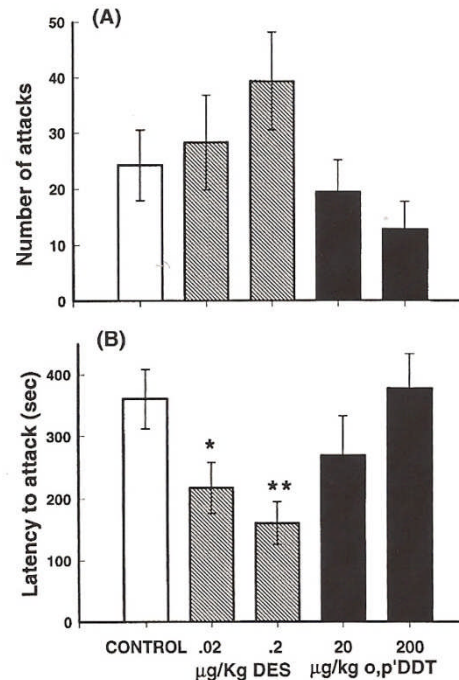 (A)
50
40
30
20
10
0
Number of attacks
(B)
400
300
200
100
0
Latency to attack (sec)
*
**
CONTROL .02 .2 20 200
µg/Kg DES µg/kg o,p'DDT